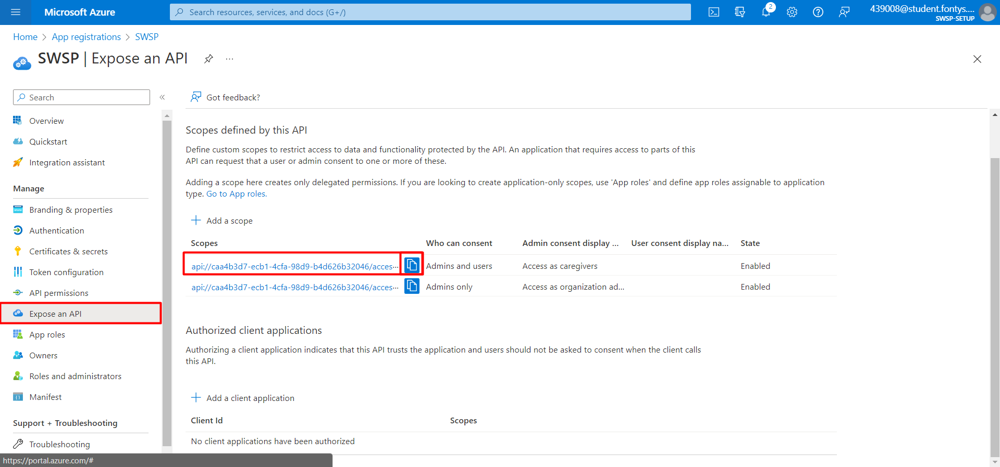 Microsoft Azure
Search resources, services, and docs (G+/)
2
439008@student.fontys....
SWSP-SETUP
Home > App registrations > SWSP
SWSP | Expose an API
...
Search
«
Got feedback?
Overview
Quickstart
Integration assistant
Manage
Branding & properties
Authentication
Certificates & secrets
Token configuration
API permissions
Expose an API
App roles
Owners
Roles and administrators
Manifest
Support + Troubleshooting
Troubleshooting
Scopes defined by this API
Define custom scopes to restrict access to data and functionality protected by the API. An application that requires access to parts of this
API can request that a user or admin consent to one or more of these.
Adding a scope here creates only delegated permissions. If you are looking to create application-only scopes, use 'App roles' and define app roles assignable to application
type. Go to App roles.
Add a scope
Scopes Who can consent Admin consent display ... User consent display na... State
api://caa4b3d7-ecb1-4cfa-98d9-b4d626b32046/acces... Admins and users Access as caregivers Enabled
api://caa4b3d7-ecb1-4cfa-98d9-b4d626b32046/acces... Admins only Access as organization ad... Enabled
Authorized client applications
Authorizing a client application indicates that this API trusts the application and users should not be asked to consent when the client calls
this API.
Add a client application
Client Id Scopes
No client applications have been authorized
https://portal.azure.com/#